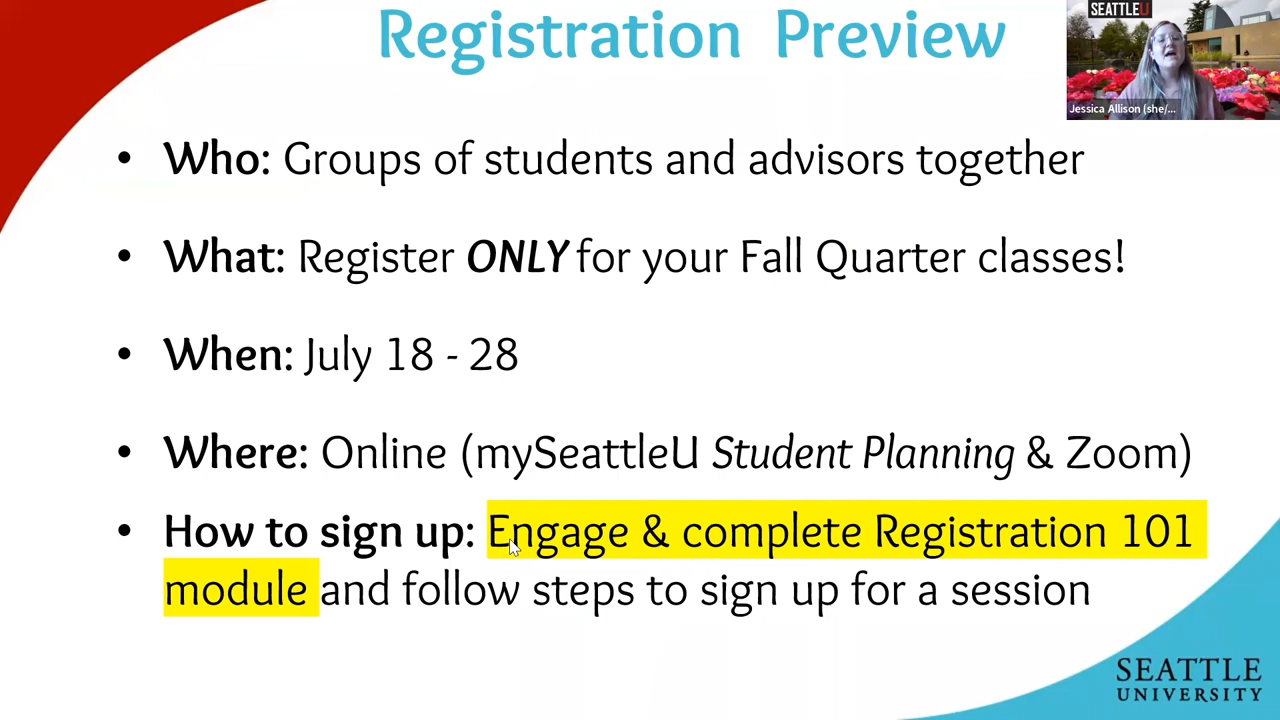 Registration Preview
SEATTLEU
Jessica Allison (she/...
• Who: Groups of students and advisors together
• What: Register ONLY for your Fall Quarter classes!
• When: July 18 - 28
• Where: Online (mySeattleU Student Planning & Zoom)
• How to sign up: Engage & complete Registration 101
module and follow steps to sign up for a session
SEATTLE
UNIVERSITY